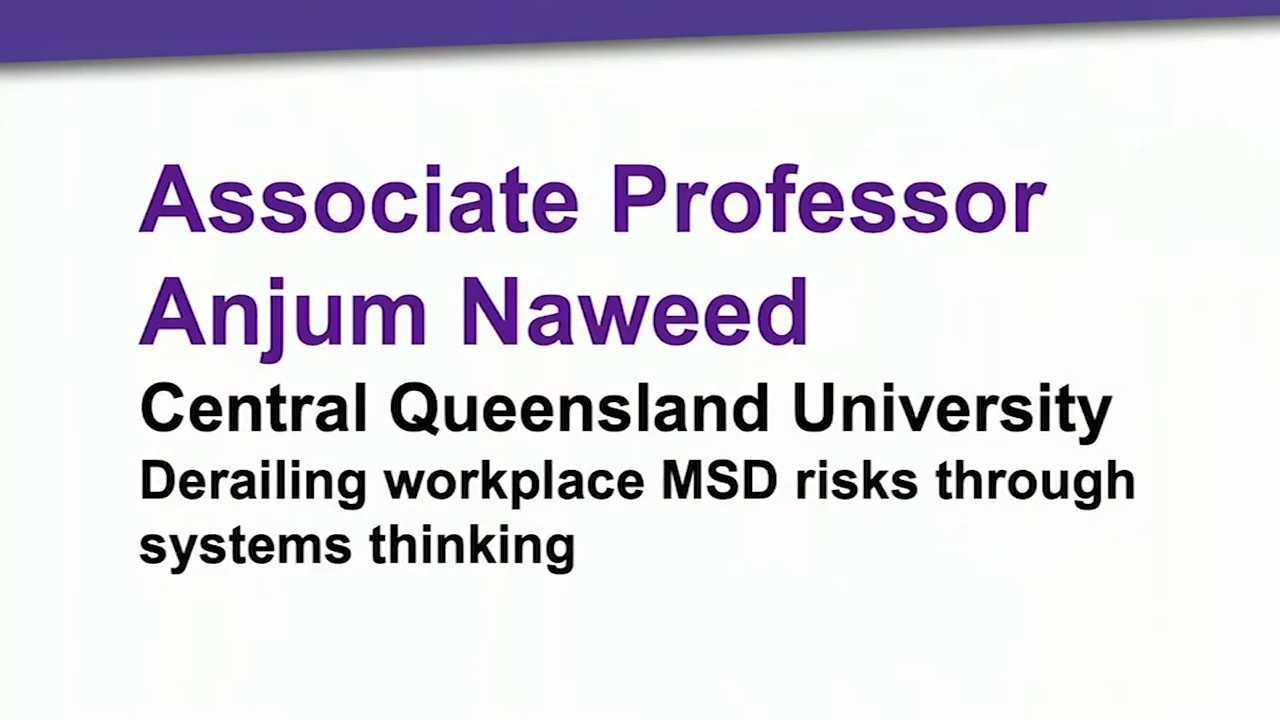 Associate Professor
Anjum Naweed
Central Queensland University
Derailing workplace MSD risks through
systems thinking